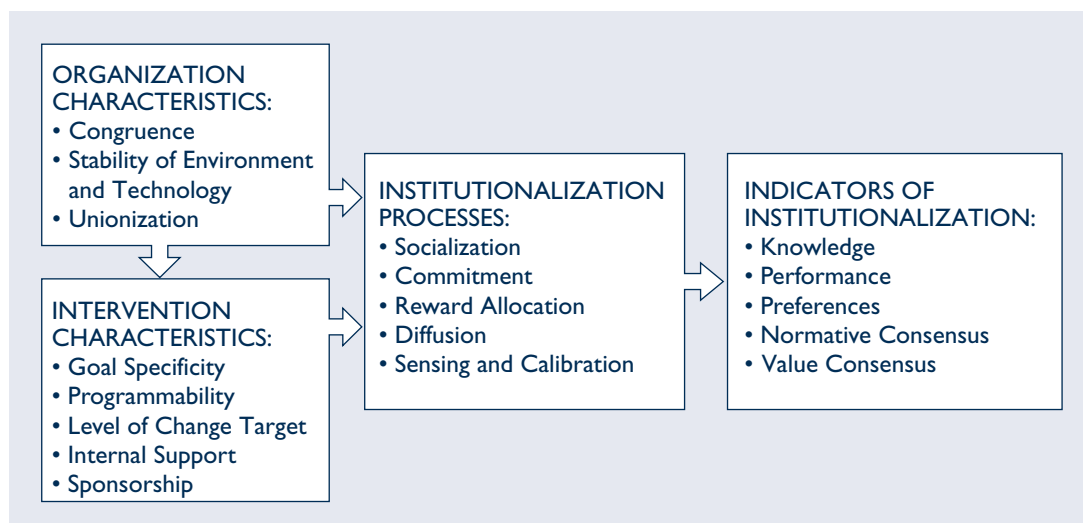 ORGANIZATION
CHARACTERISTICS:
• Congruence
• Stability of Environment
and Technology
• Unionization
INTERVENTION
CHARACTERISTICS:
• Goal Specificity
• Programmability
• Level of Change Target
• Internal Support
• Sponsorship
INSTITUTIONALIZATION
PROCESSES:
• Socialization
• Commitment
• Reward Allocation
• Diffusion
• Sensing and Calibration
INDICATORS OF
INSTITUTIONALIZATION:
• Knowledge
• Performance
• Preferences
• Normative Consensus
• Value Consensus